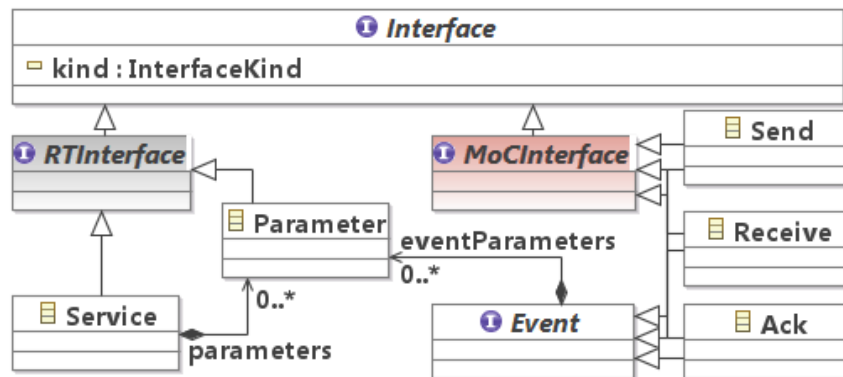 Interface
kind : InterfaceKind
RTInterface
MoCInterface
Send
Parameter
eventParameters
Receive
0..*
0..*
Service
parameters
Event
Ack